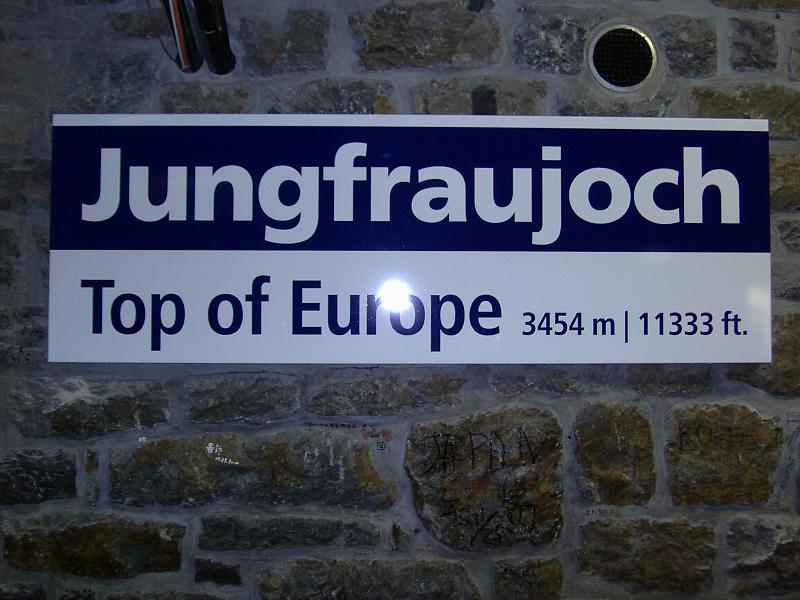 Jungfraujoch
Top of Europe 3454 m | 11333 ft.